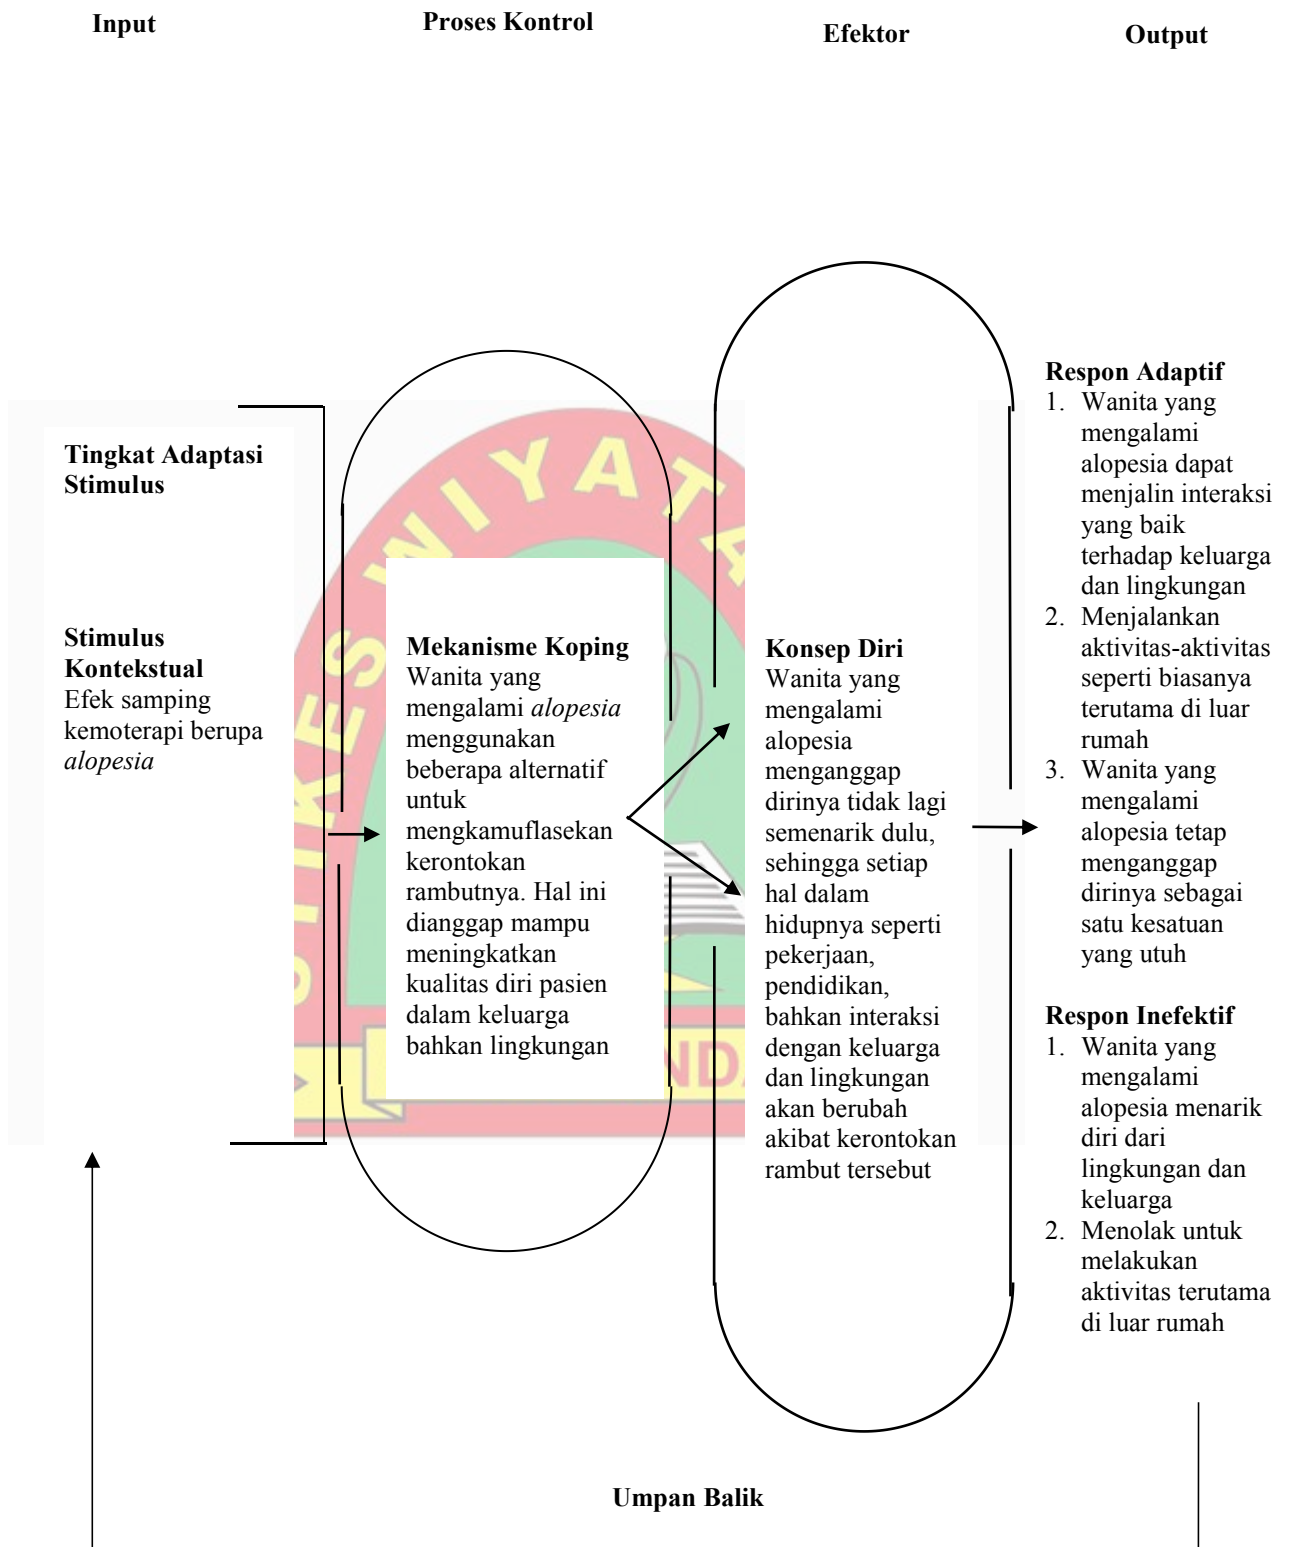 Input
Proses Kontrol
Efektor
Output
Tingkat Adaptasi
Stimulus
Stimulus
Kontekstual
Efek samping
kemoterapi berupa
alopesia
Mekanisme Koping
Wanita yang
mengalami alopesia
menggunakan
beberapa alternatif
untuk
mengkamuflasekan
kerontokan
rambutnya. Hal ini
dianggap mampu
meningkatkan
kualitas diri pasien
dalam keluarga
bahkan lingkungan
Konsep Diri
Wanita yang
mengalami
alopesia
menganggap
dirinya tidak lagi
semenarik dulu,
sehingga setiap
hal dalam
hidupnya seperti
pekerjaan,
pendidikan,
bahkan interaksi
dengan keluarga
dan lingkungan
akan berubah
akibat kerontokan
rambut tersebut
Respon Adaptif
1. Wanita yang
mengalami
alopesia dapat
menjalin interaksi
yang baik
terhadap keluarga
dan lingkungan
2. Menjalankan
aktivitas-aktivitas
seperti biasanya
terutama di luar
rumah
3. Wanita yang
mengalami
alopesia tetap
menganggap
dirinya sebagai
satu kesatuan
yang utuh
Respon Inefektif
1. Wanita yang
mengalami
alopesia menarik
diri dari
lingkungan dan
keluarga
2. Menolak untuk
melakukan
aktivitas terutama
di luar rumah
Umpan Balik
STIKES WIYATA